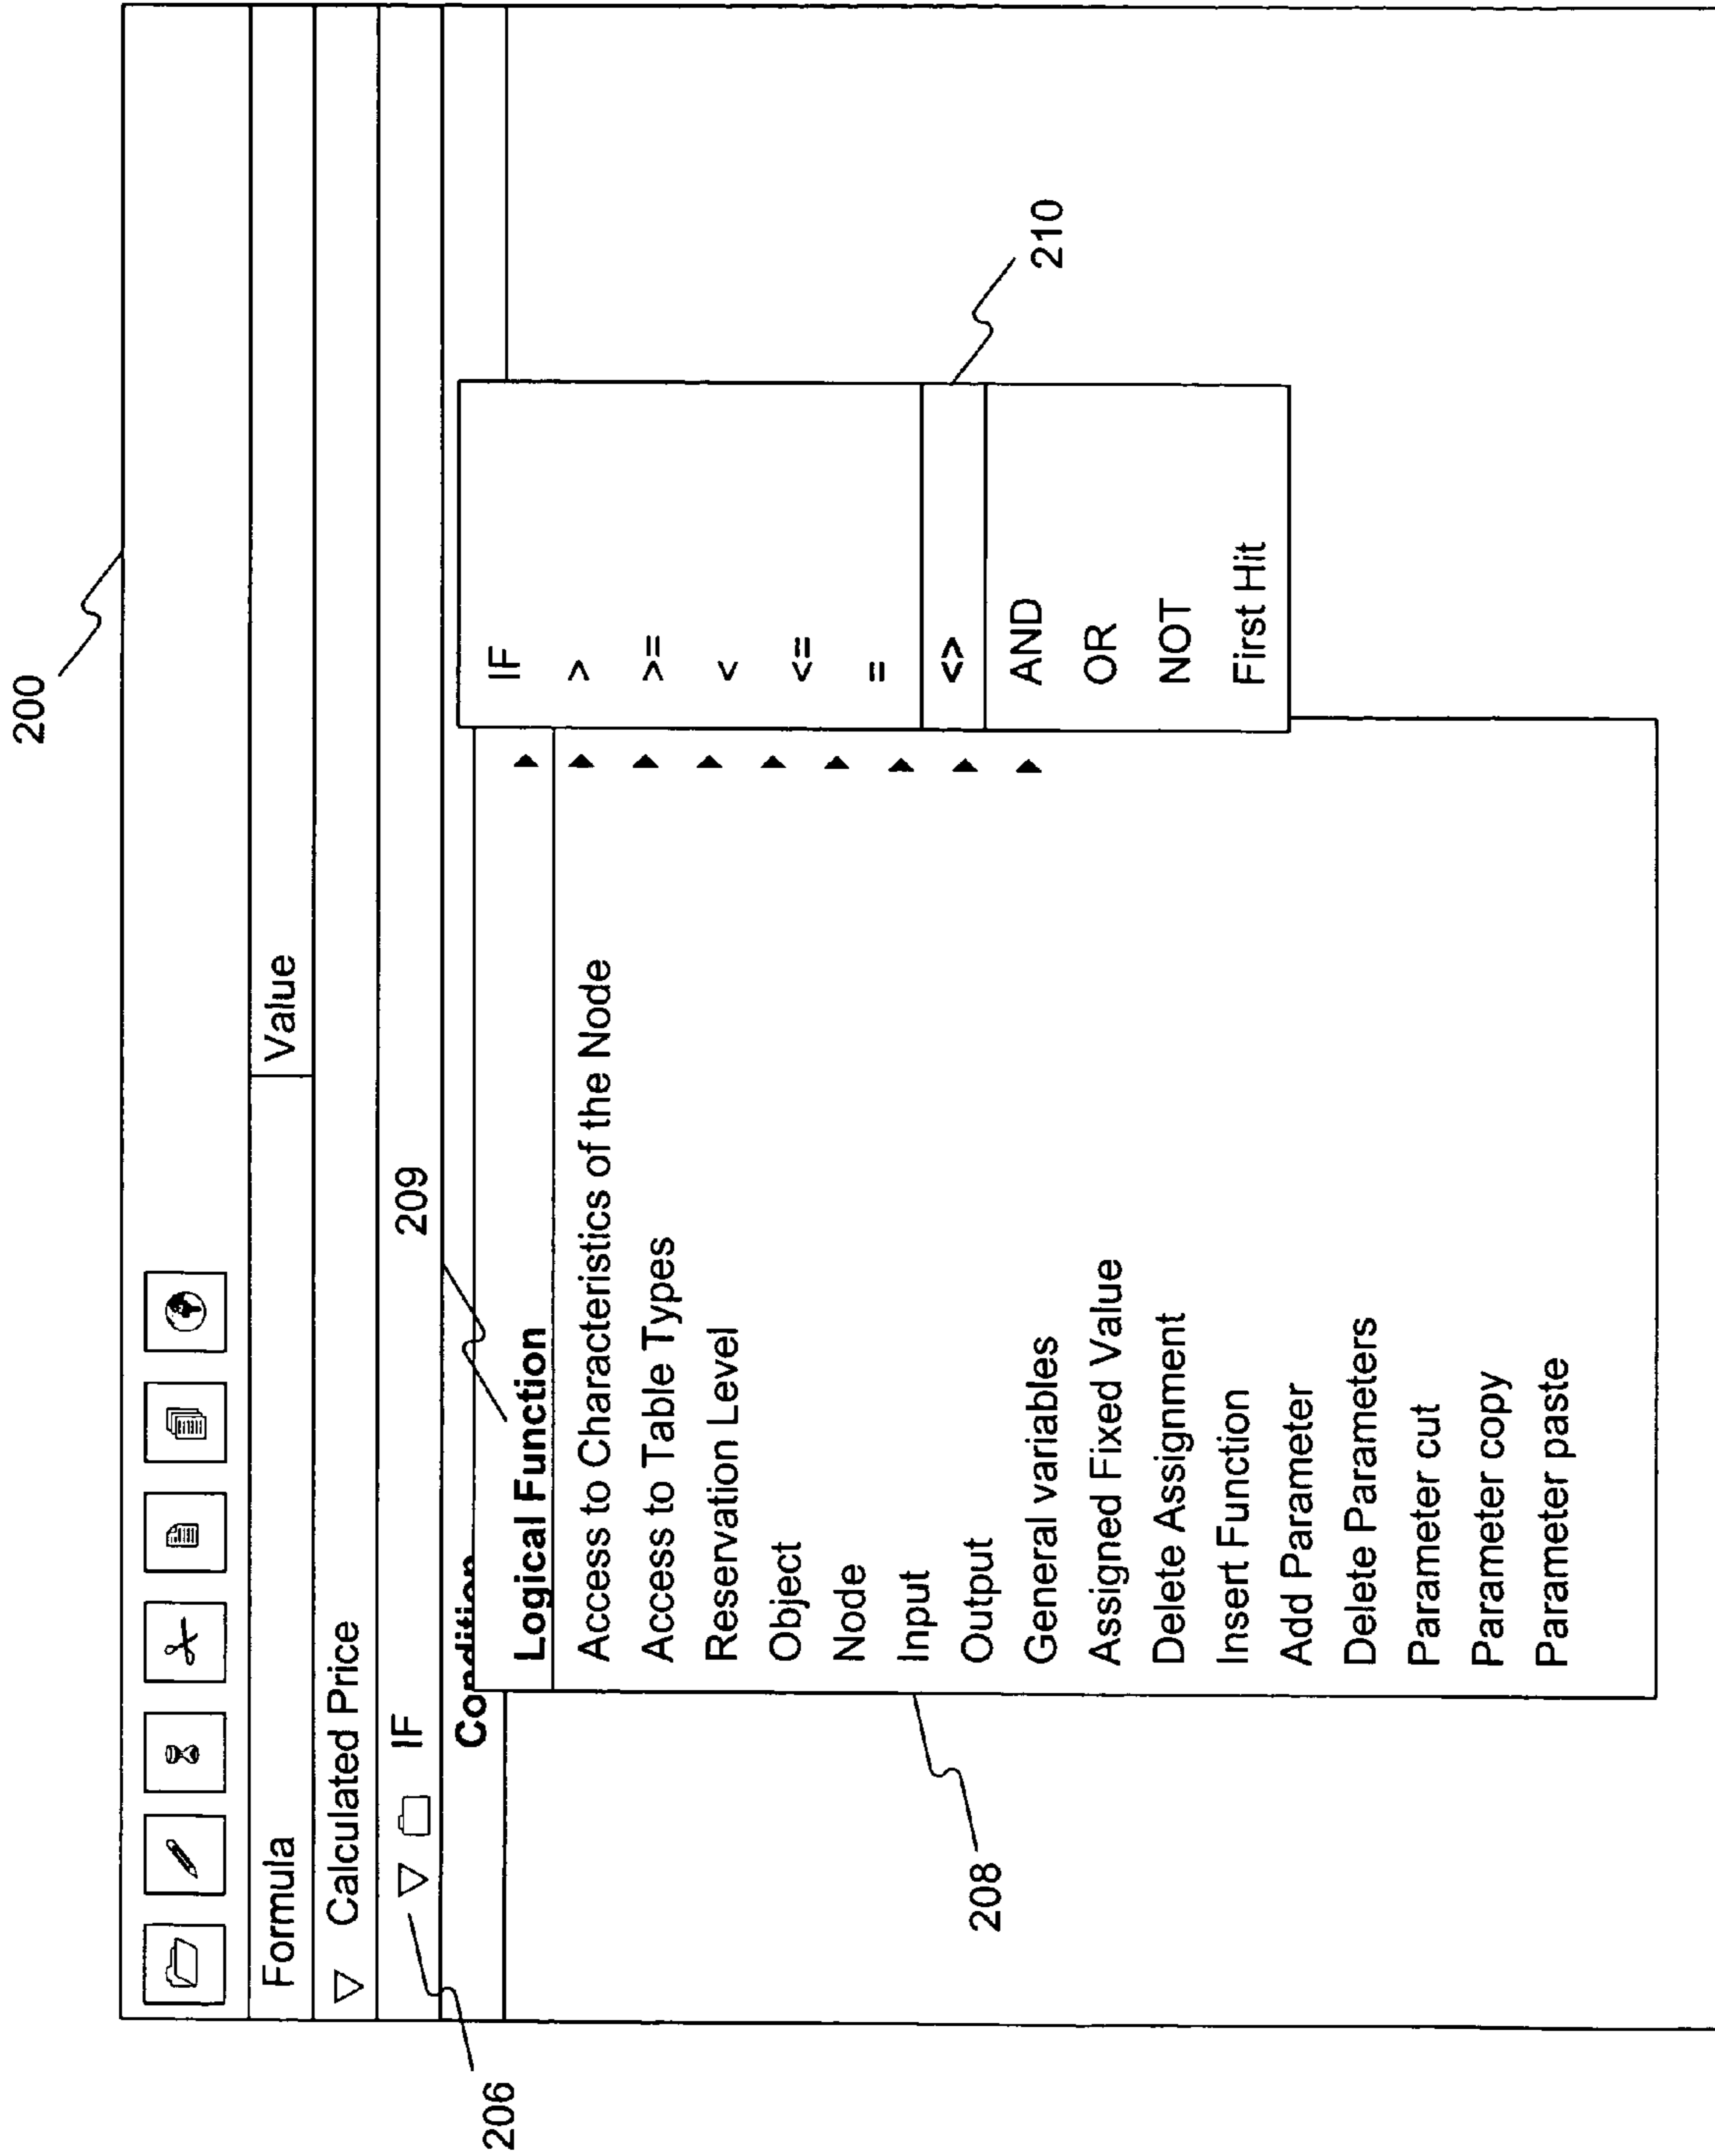 200
Formula
Value
Calculated Price
IF
209
Condition
Logical Function
Access to Characteristics of the Node
Access to Table Types
Reservation Level
Object
Node
Input
Output
General variables
Assigned Fixed Value
Delete Assignment
Insert Function
Add Parameter
Delete Parameters
Parameter cut
Parameter copy
Parameter paste
IF
>
>=
<
<=
=
<>
AND
OR
NOT
First Hit
210
206
208